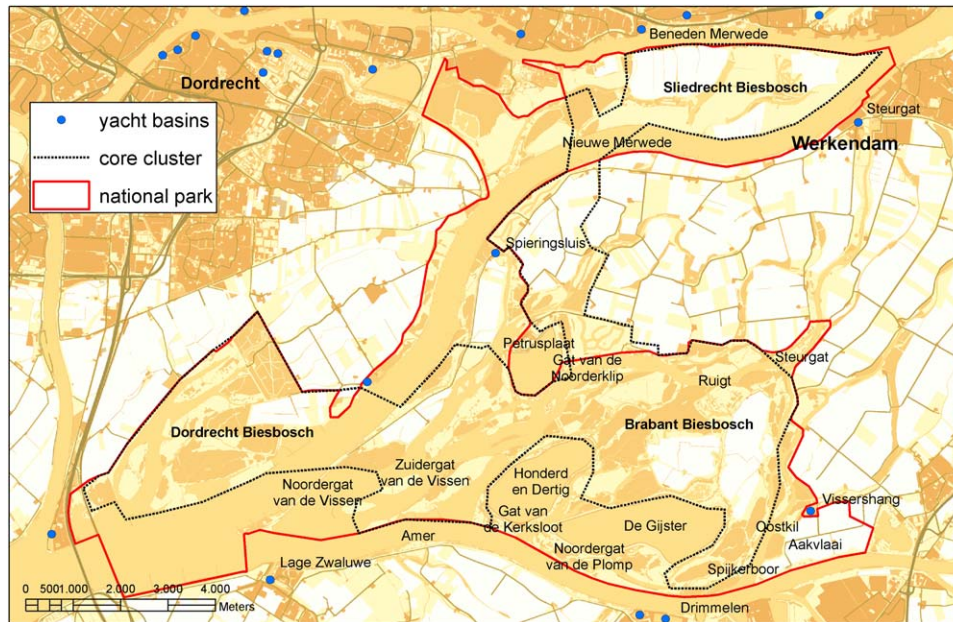 Beneden Merwede
Dordrecht
Sliedrecht Biesbosch
yacht basins
core cluster
national park
Steurgat
Nieuwe Merwede
Werkendam
Spieringsluis
Petrusplaat
Gat van de
Noorderklip
Steurgat
Ruigt
Dordrecht Biesbosch
Brabant Biesbosch
Zuidergat
van de Vissen
Noordergat
van de Vissen
Honderd
en Dertig
Vissershang
Gat van
de Kerksloot
De Gijster
Oostkil
Amer
Aakvlaai
Noordergat
van de Plomp
Lage Zwaluwe
Spijkerboor
0 5001.000 2.000 3.000 4.000
Meters
Drimmelen